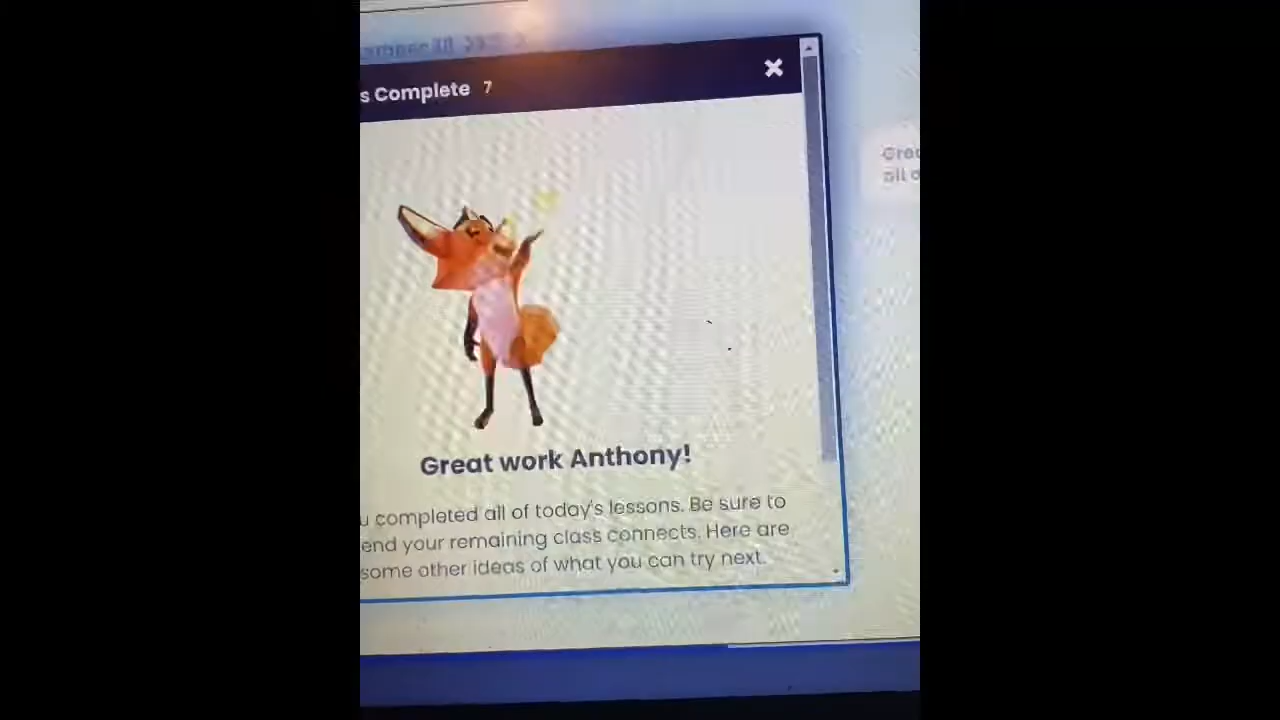 s Complete 7
Great work Anthony!
u completed all of today's lessons. Be sure to
end your remaining class connects. Here are
some other ideas of what you can try next.